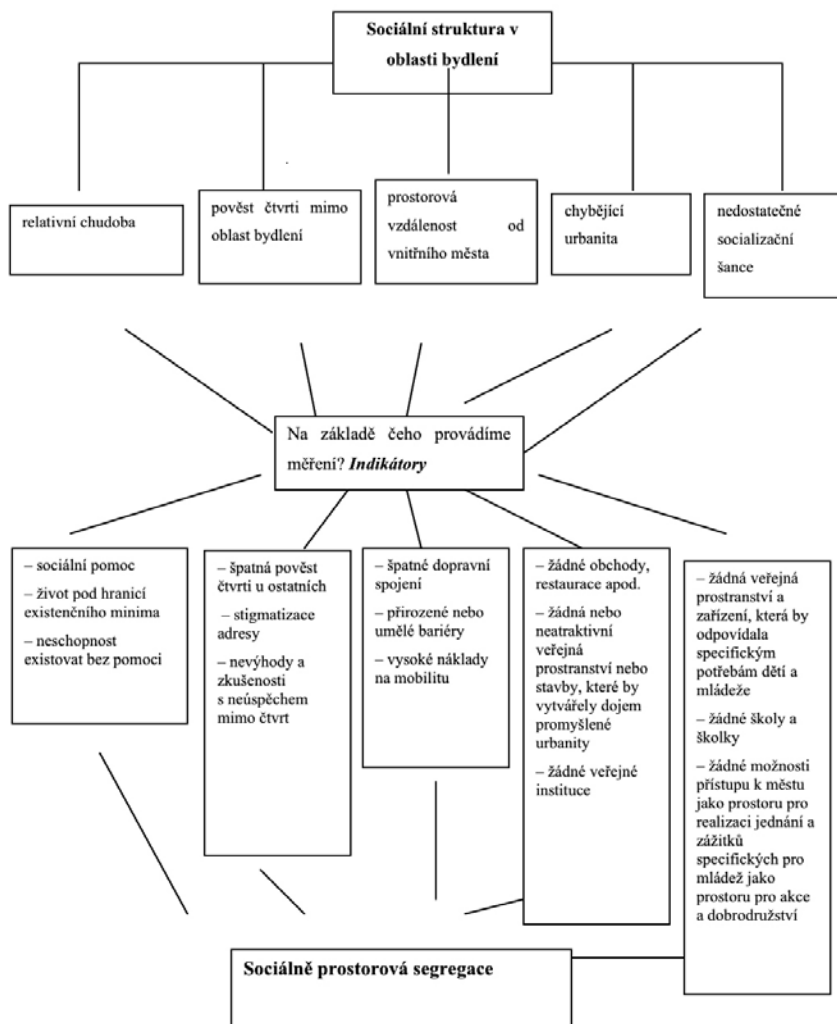 Sociální struktura v
oblasti bydlení
relativní chudoba
pověst čtvrti mimo
oblast bydlení
prostorová
vzdálenost od
vnitřního města
chybějící
urbanita
nedostatečné
socializační
šance
Na základě čeho provádíme
měření? Indikátory
– sociální pomoc
– život pod hranicí
existenčního minima
– neschopnost
existovat bez pomoci
– špatná pověst
čtvrti u ostatních
– stigmatizace
adresy
– nevýhody a
zkušenosti
s neúspěchem
mimo čtvrt
– špatné dopravní
spojení
– přirozené nebo
umělé bariéry
– vysoké náklady
na mobilitu
– žádné obchody,
restaurace apod.
– žádná nebo
neatraktivní
veřejná
prostranství nebo
stavby, které by
vytvářely dojem
promyšlené
urbanity
– žádné veřejné
instituce
– žádná veřejná
prostranství a
zařízení, která by
odpovídala
specifickým
potřebám dětí a
mládeže
– žádné školy a
školky
– žádné možnosti
přístupu k městu
jako prostoru pro
realizaci jednání a
zážitků
specifických pro
mládež jako
prostoru pro akce
a dobrodružství
Sociálně prostorová segregace